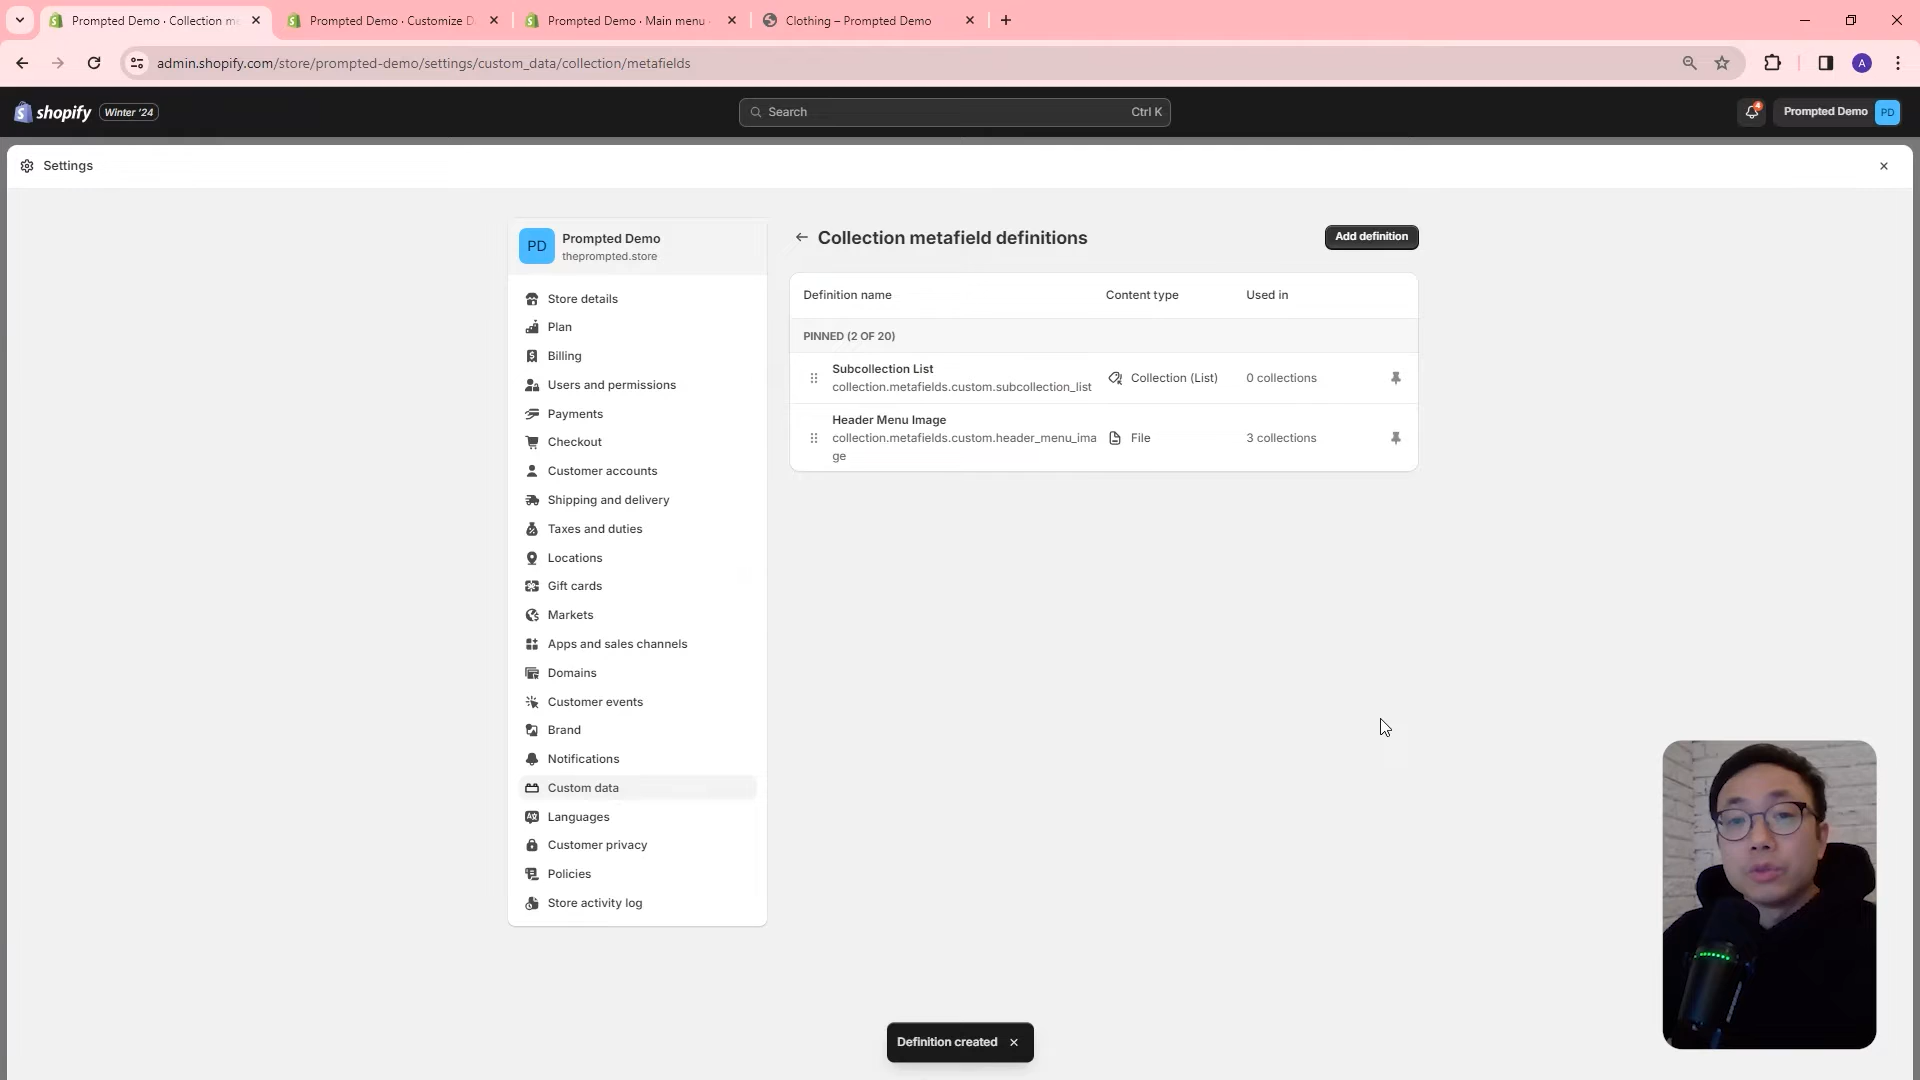 Prompted Demo · Collection me
Prompted Demo · Customize D
Prompted Demo · Main menu ·
Clothing – Prompted Demo
admin.shopify.com/store/prompted-demo/settings/custom_data/collection/metafields
A
shopify
Winter '24
Search
Ctrl K
4
Prompted Demo
PD
Settings
PD
Prompted Demo
theprompted.store
Store details
Plan
Billing
Users and permissions
Payments
Checkout
Customer accounts
Shipping and delivery
Taxes and duties
Locations
Gift cards
Markets
Apps and sales channels
Domains
Customer events
Brand
Notifications
Custom data
Languages
Customer privacy
Policies
Store activity log
Collection metafield definitions
Add definition
Definition name
Content type
Used in
PINNED (2 OF 20)
Subcollection List
collection.metafields.custom.subcollection_list
Collection (List)
0 collections
Header Menu Image
collection.metafields.custom.header_menu_ima
ge
File
3 collections
Definition created